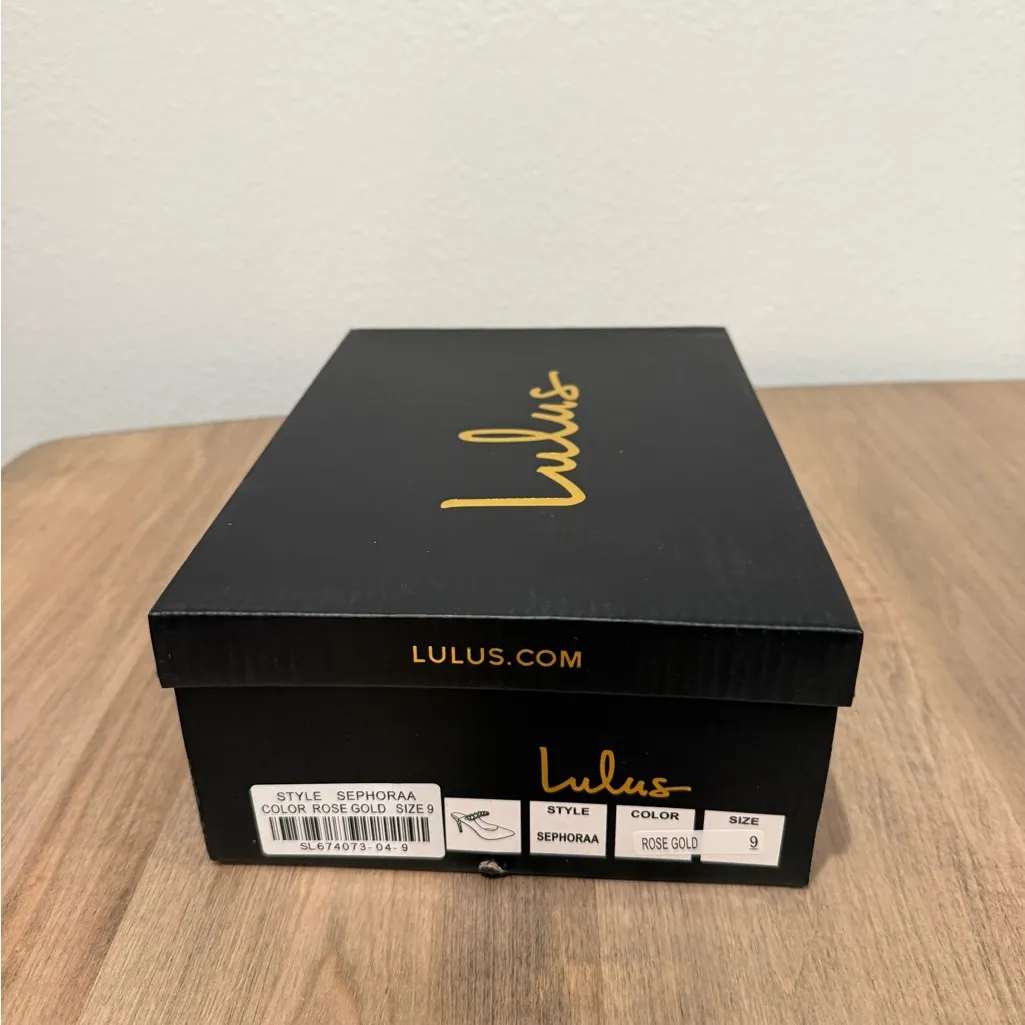 Lulus
LULUS.COM
Lulus
STYLE SEPHORAA
COLOR ROSE GOLD SIZE 9
SL674073-04-9
STYLE
SEPHORAA
COLOR
ROSE GOLD
SIZE
9